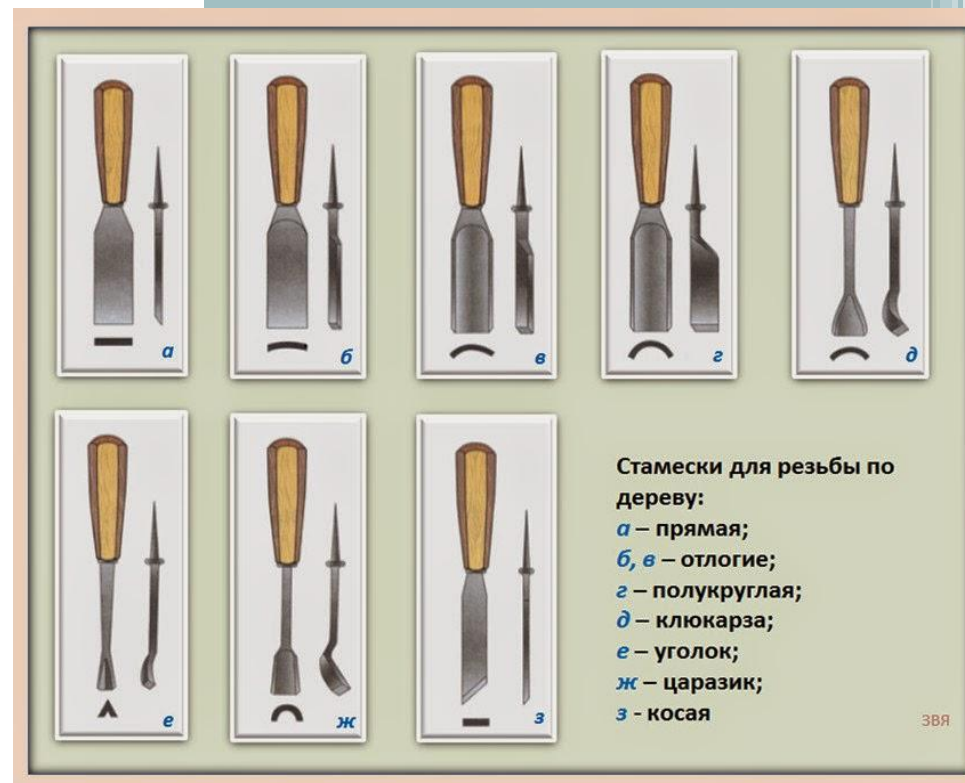 а
б
в
г
д
е
ж
з
Стамески для резьбы по
дереву:
а – прямая;
б, в – отлогие;
г – полукруглая;
д – клюкарза;
е – уголок;
ж – царазик;
з - косая
ЗВЯ